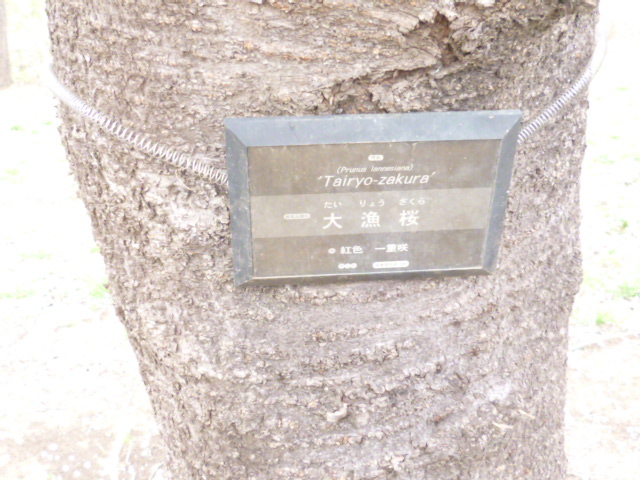 (Prunus lannesiana)
'Tairyo-zakura'
たい りょう ざくら
大 漁 桜
紅色 一重咲